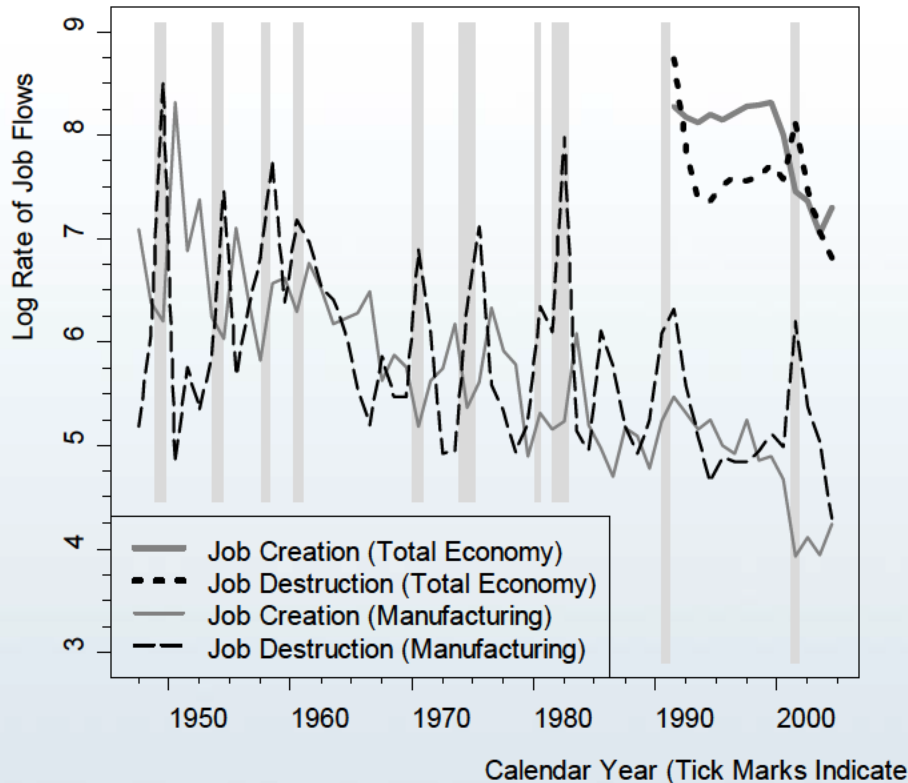 9
8
7
6
5
4
3
Log Rate of Job Flows
Job Creation (Total Economy)
Job Destruction (Total Economy)
Job Creation (Manufacturing)
Job Destruction (Manufacturing)
1950 1960 1970 1980 1990 2000
Calendar Year (Tick Marks Indicate